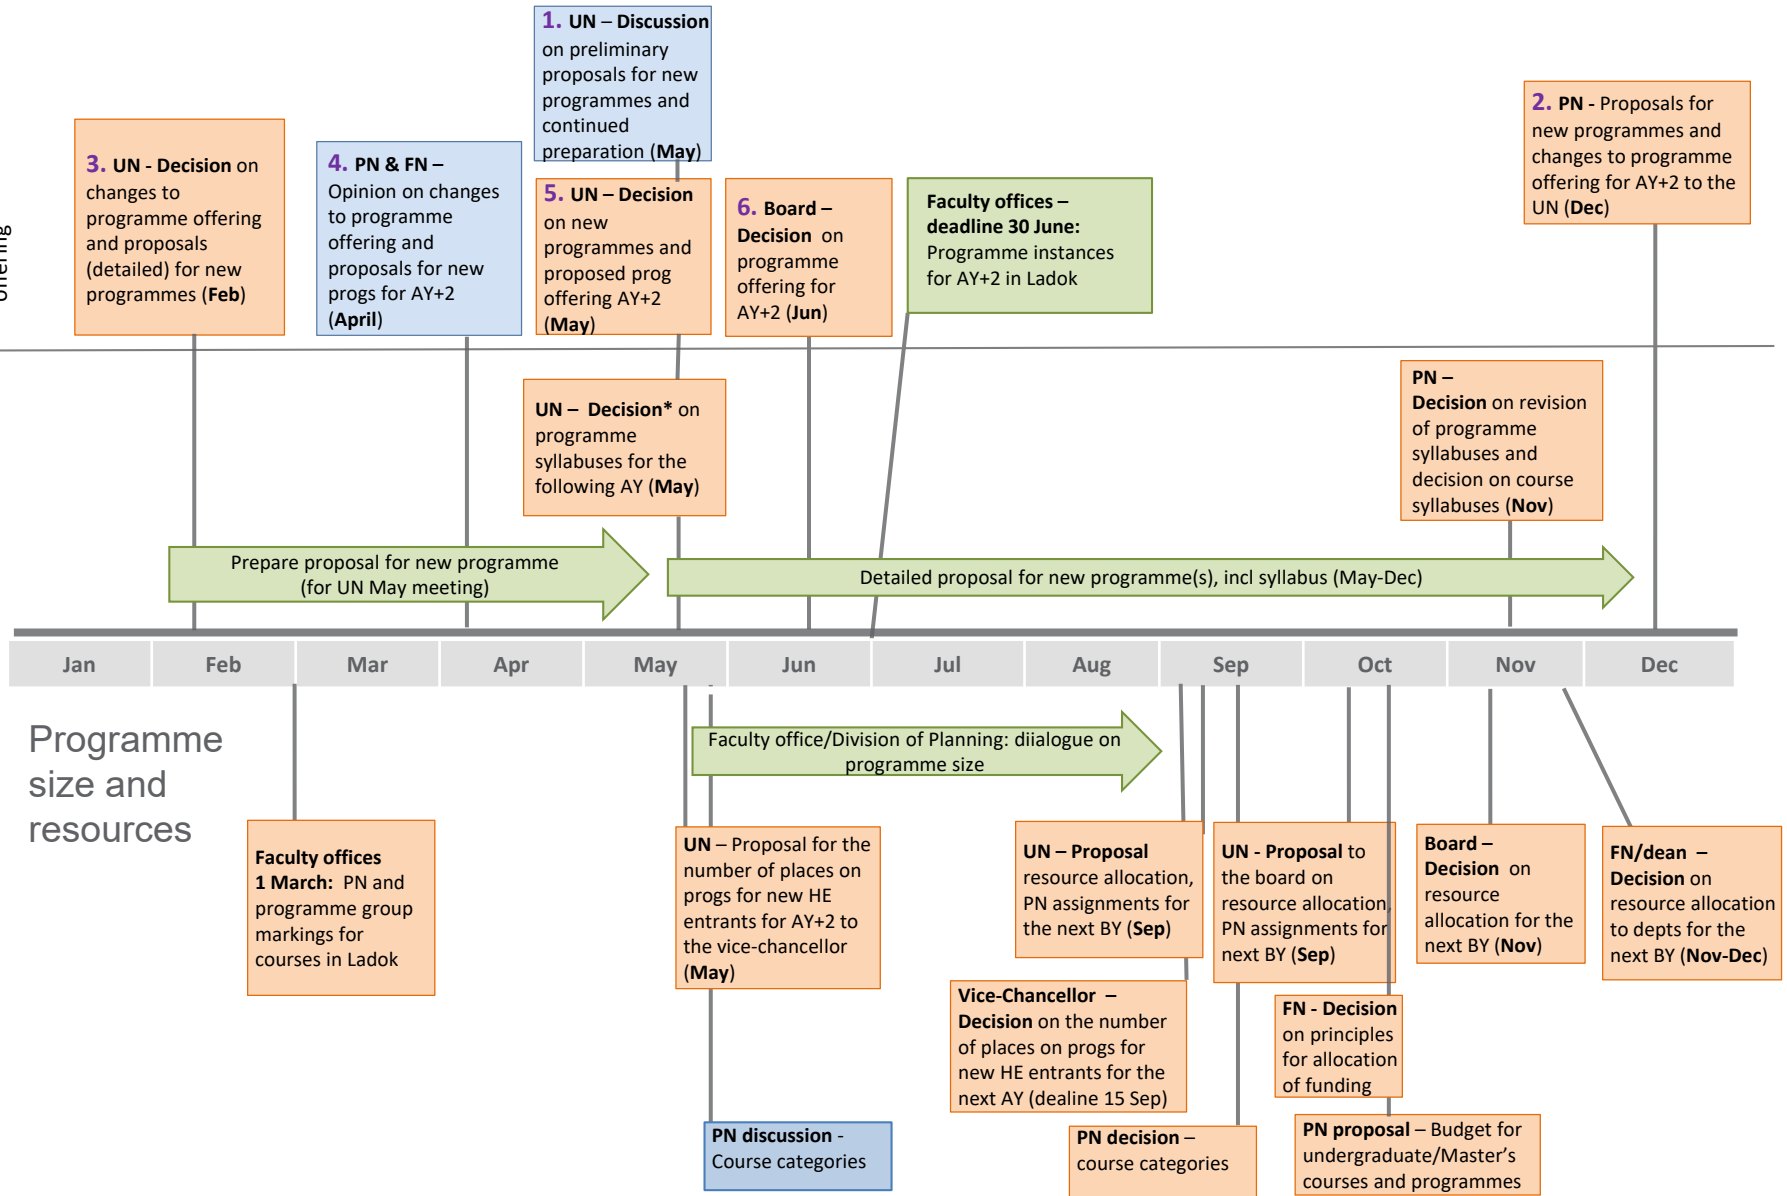 1. UN – Discussion
on preliminary
proposals for new
programmes and
continued
preparation (May)
2. PN - Proposals for
new programmes and
changes to programme
offering for AY+2 to the
UN (Dec)
3. UN - Decision on
changes to
programme offering
and proposals
(detailed) for new
programmes (Feb)
4. PN & FN –
Opinion on changes
to programme
offering and
proposals for new
progs for AY+2
(April)
5. UN – Decision
on new
programmes and
proposed prog
offering AY+2
(May)
6. Board –
Decision on
programme
offering for
AY+2 (Jun)
Faculty offices –
deadline 30 June:
Programme instances
for AY+2 in Ladok
offering
UN – Decision* on
programme
syllabuses for the
following AY (May)
PN –
Decision on revision
of programme
syllabuses and
decision on course
syllabuses (Nov)
Prepare proposal for new programme
(for UN May meeting)
Detailed proposal for new programme(s), incl syllabus (May-Dec)
Jan Feb Mar Apr May Jun Jul Aug Sep Oct Nov Dec
Programme
size and
resources
Faculty office/Division of Planning: diialogue on
programme size
Faculty offices
1 March: PN and
programme group
markings for
courses in Ladok
UN – Proposal for the
number of places on
progs for new HE
entrants for AY+2 to
the vice-chancellor
(May)
UN – Proposal
resource allocation,
PN assignments for
the next BY (Sep)
UN - Proposal to
the board on
resource allocation,
PN assignments for
next BY (Sep)
Board –
Decision on
resource
allocation for the
next BY (Nov)
FN/dean –
Decision on
resource allocation
to depts for the
next BY (Nov-Dec)
Vice-Chancellor –
Decision on the number
of places on progs for
new HE entrants for the
next AY (dealine 15 Sep)
FN - Decision
on principles
for allocation
of funding
PN discussion -
Course categories
PN decision –
course categories
PN proposal – Budget for
undergraduate/Master's
courses and programmes